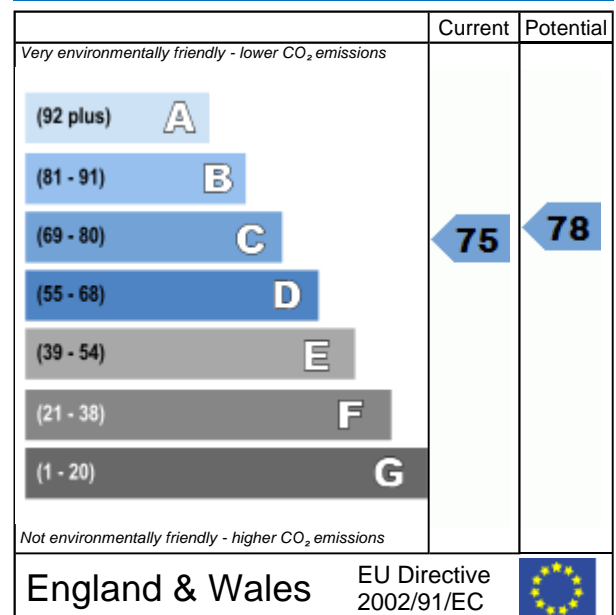 Current Potential
Very environmentally friendly - lower CO₂ emissions
(92 plus) A
(81 - 91) B
(69 - 80) C
75 78
(55 - 68) D
(39 - 54) E
(21 - 38) F
(1 - 20) G
Not environmentally friendly - higher CO₂ emissions
England & Wales
EU Directive
2002/91/EC